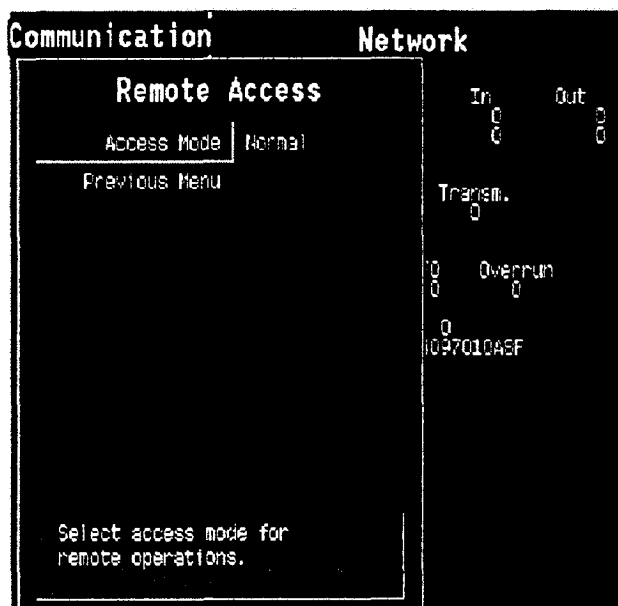 Communication
Network
Remote Access
Access Mode Normal
Previous Menu
Select access mode for
remote operations.
In Out
0 0
0 0
Transm.
0
Overrun
0 0
0